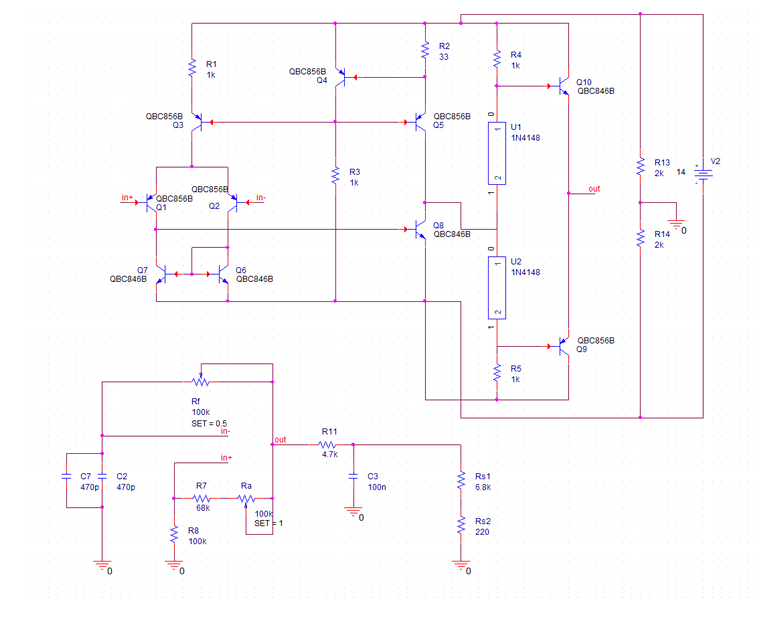 R1
1k
QBC856B
Q4
R2
33
R4
1k
Q10
QBC846B
QBC856B
Q3
QBC856B
Q5
0
U1
1
1N4148
2
1
R3
1k
R13
2k
14
V2
in+
QBC856B
Q1
QBC856B
Q2
in-
out
0
Q8
QBC846B
R14
2k
0
U2
1
1N4148
2
1
Q7
QBC846B
Q6
QBC846B
QBC856B
Q9
R5
1k
Rf
100k
SET = 0.5
in-
out
R11
4.7k
in+
C7
470p
C2
470p
R7
68k
Ra
100k
SET = 1
C3
100n
0
Rs1
6.8k
Rs2
220
R8
100k
0
0
0